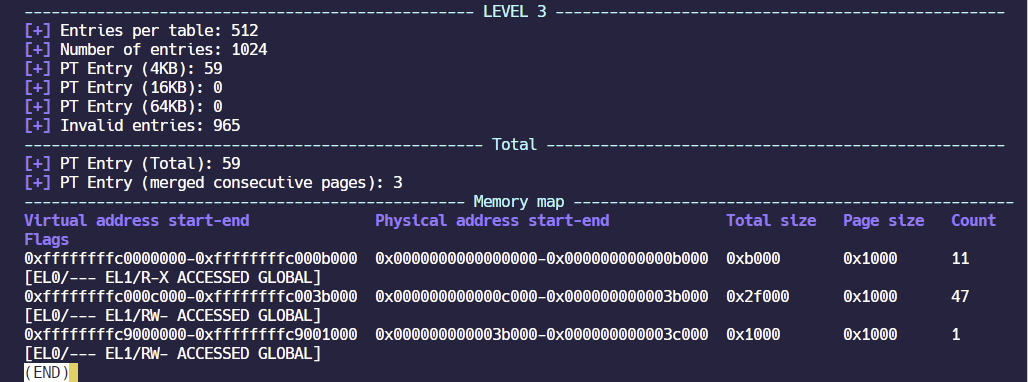 -------------------------------------------------- LEVEL 3 --------------------------------------------------
[+] Entries per table: 512
[+] Number of entries: 1024
[+] PT Entry (4KB): 59
[+] PT Entry (16KB): 0
[+] PT Entry (64KB): 0
[+] Invalid entries: 965
--------------------------------------------------- Total ---------------------------------------------------
[+] PT Entry (Total): 59
[+] PT Entry (merged consecutive pages): 3
------------------------------------------------- Memory map -------------------------------------------------
Virtual address start-end              Physical address start-end             Total size   Page size   Count
Flags
0xffffffffc0000000-0xffffffffc000b000  0x0000000000000000-0x000000000000b000  0xb000       0x1000      11
[EL0/--- EL1/R-X ACCESSED GLOBAL]
0xffffffffc000c000-0xffffffffc003b000  0x000000000000c000-0x000000000003b000  0x2f000      0x1000      47
[EL0/--- EL1/RW- ACCESSED GLOBAL]
0xffffffffc9000000-0xffffffffc9001000  0x000000000003b000-0x000000000003c000  0x1000       0x1000      1
[EL0/--- EL1/RW- ACCESSED GLOBAL]
(END)